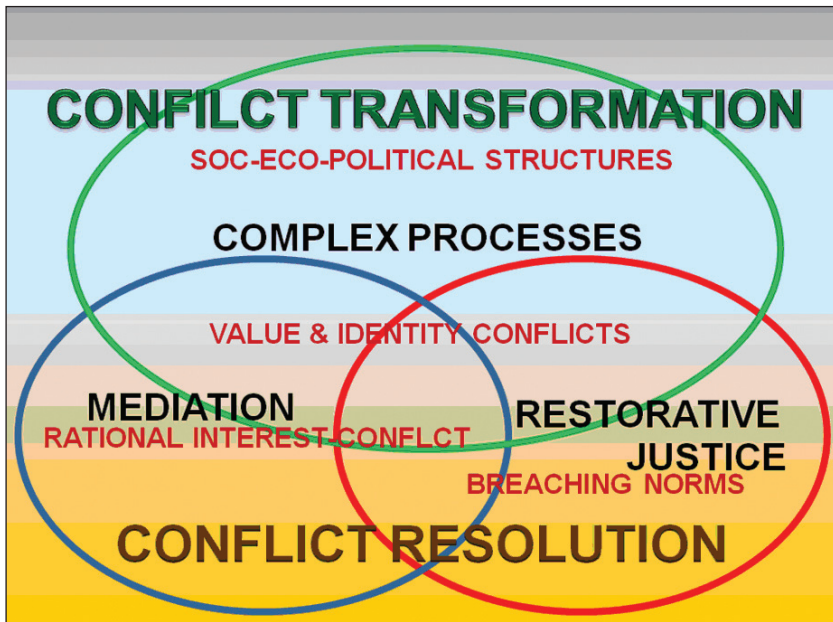 CONFILCT TRANSFORMATION
SOC-ECO-POLITICAL STRUCTURES
COMPLEX PROCESSES
VALUE & IDENTITY CONFLICTS
MEDIATION
RATIONAL INTEREST-CONFLCT
RESTORATIVE
JUSTICE
BREACHING NORMS
CONFLICT RESOLUTION